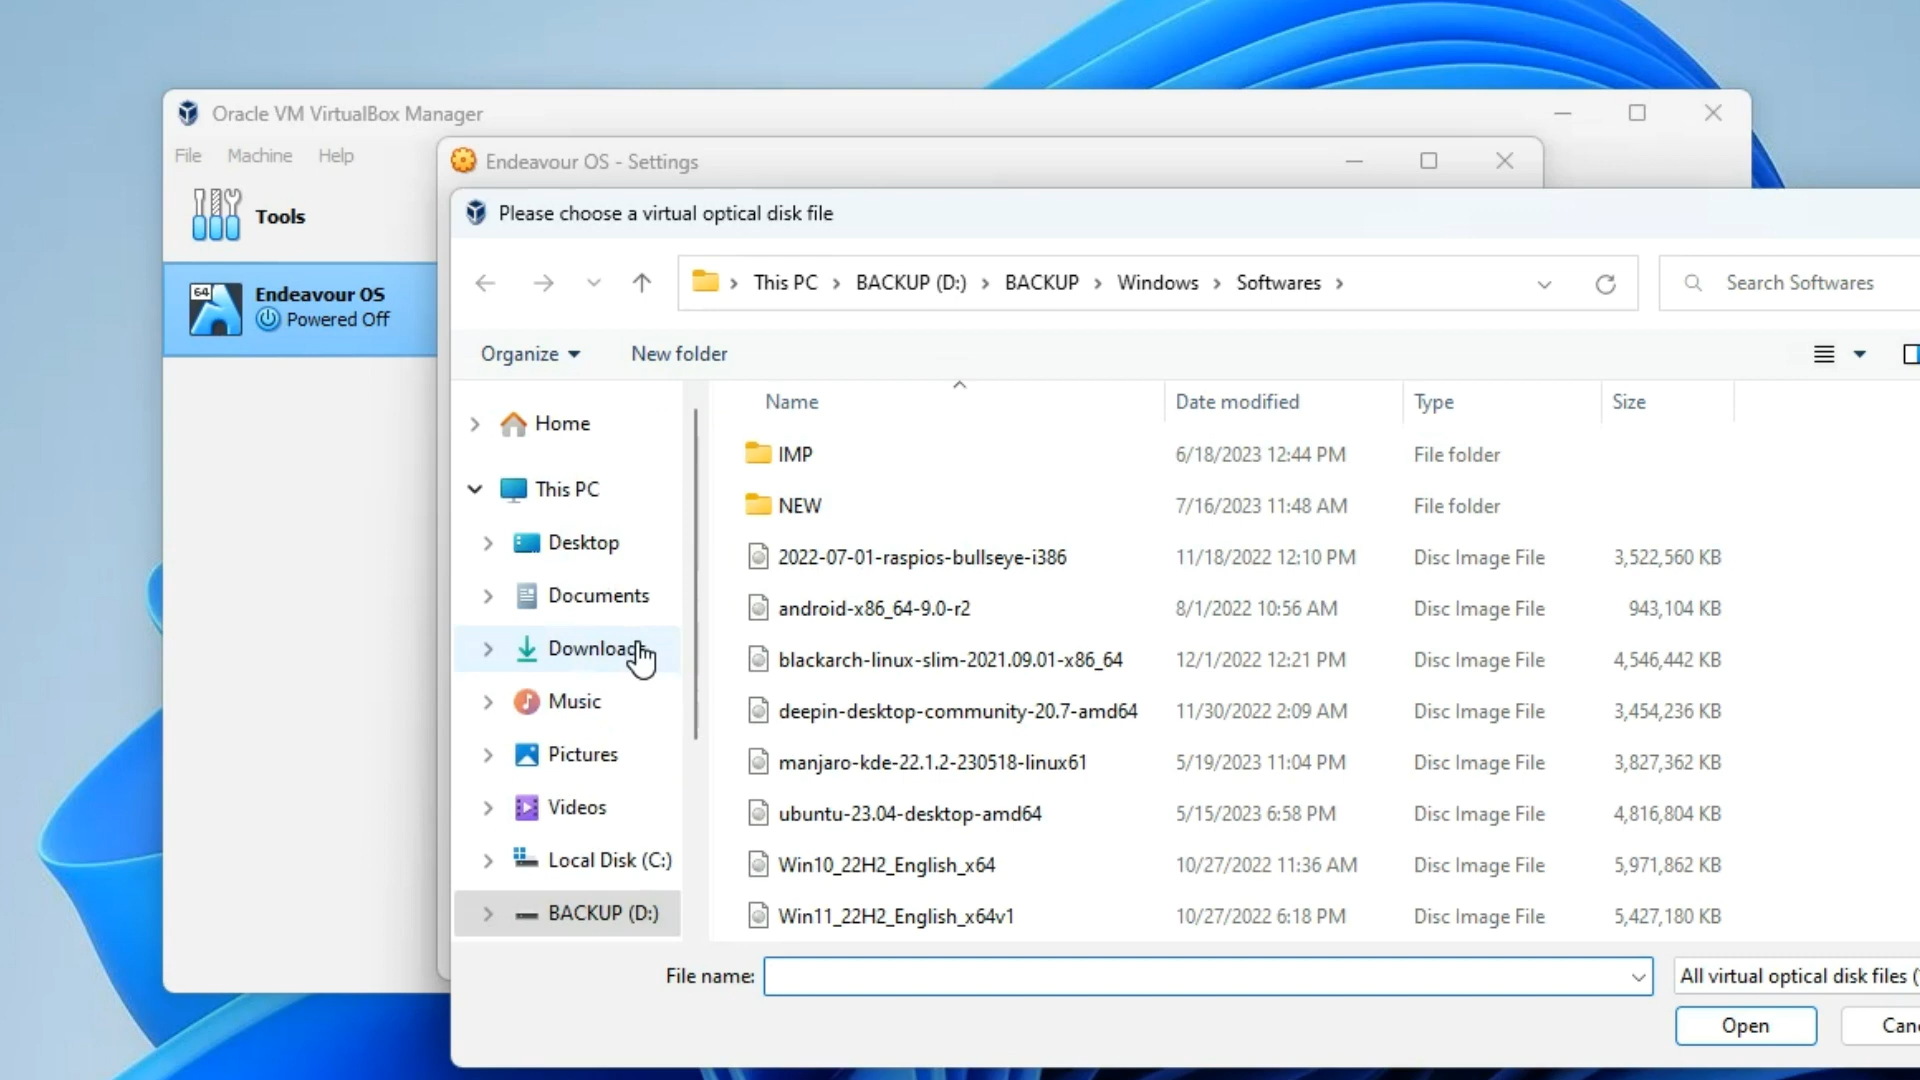 Oracle VM VirtualBox Manager
File Machine Help
Endeavour OS - Settings
Tools
Please choose a virtual optical disk file
64
Endeavour OS
Powered Off
This PC › BACKUP (D:) › BACKUP › Windows › Softwares ›
Search Softwares
Organize New folder
Name Date modified Type Size
Home
This PC
Desktop
Documents
Downloads
Music
Pictures
Videos
Local Disk (C:)
BACKUP (D:)
IMP 6/18/2023 12:44 PM File folder
NEW 7/16/2023 11:48 AM File folder
2022-07-01-raspios-bullseye-i386 11/18/2022 12:10 PM Disc Image File 3,522,560 KB
android-x86_64-9.0-r2 8/1/2022 10:56 AM Disc Image File 943,104 KB
blackarch-linux-slim-2021.09.01-x86_64 12/1/2022 12:21 PM Disc Image File 4,546,442 KB
deepin-desktop-community-20.7-amd64 11/30/2022 2:09 AM Disc Image File 3,454,236 KB
manjaro-kde-22.1.2-230518-linux61 5/19/2023 11:04 PM Disc Image File 3,827,362 KB
ubuntu-23.04-desktop-amd64 5/15/2023 6:58 PM Disc Image File 4,816,804 KB
Win10_22H2_English_x64 10/27/2022 11:36 AM Disc Image File 5,971,862 KB
Win11_22H2_English_x64v1 10/27/2022 6:18 PM Disc Image File 5,427,180 KB
File name: All virtual optical disk files (
Open Canc